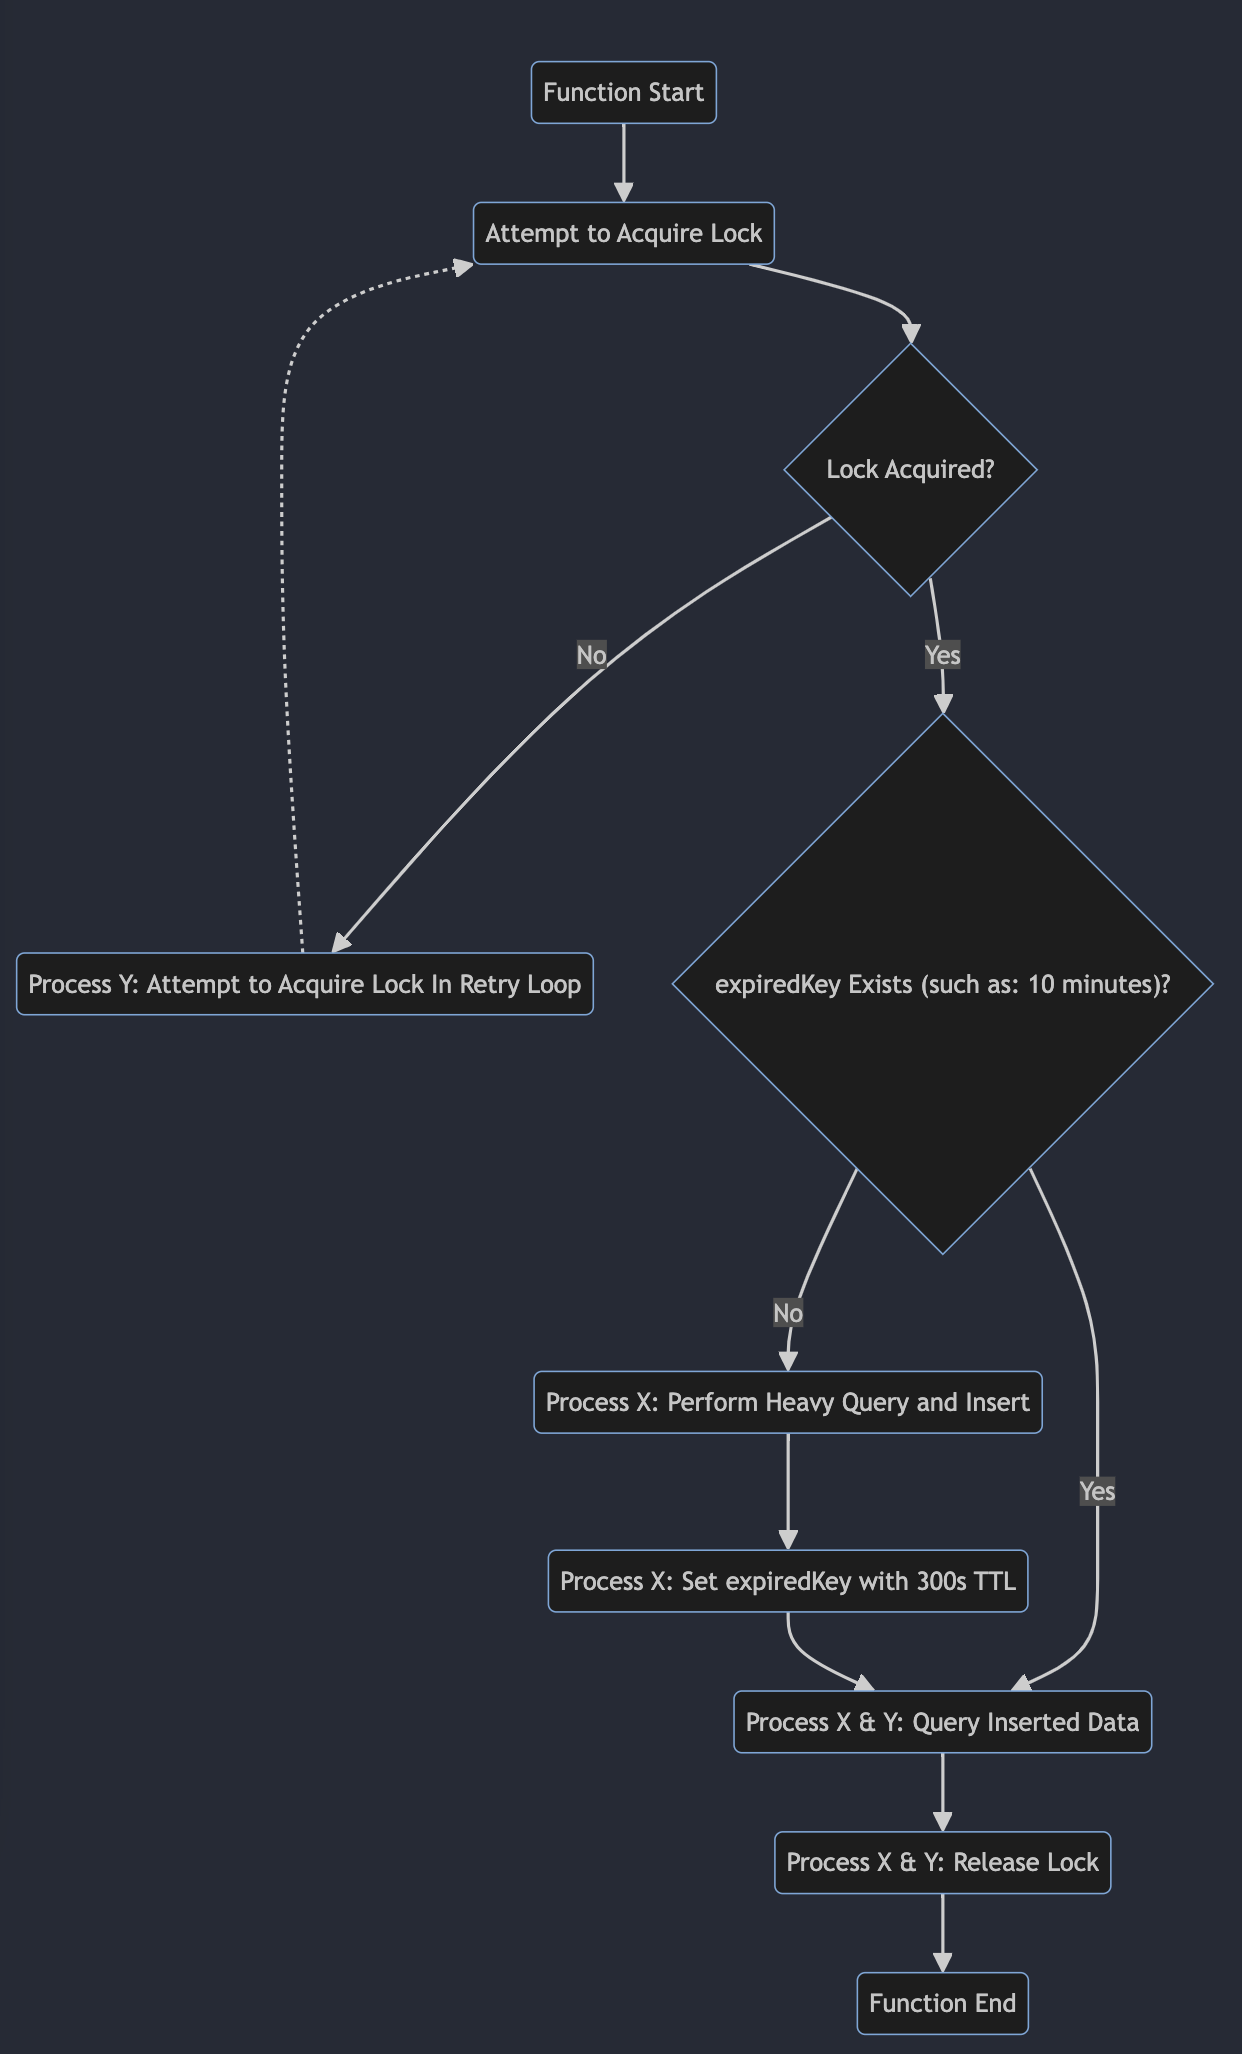 Function Start
Attempt to Acquire Lock
Lock Acquired?
No
Yes
Process Y: Attempt to Acquire Lock In Retry Loop
expiredKey Exists (such as: 10 minutes)?
No
Process X: Perform Heavy Query and Insert
Yes
Process X: Set expiredKey with 300s TTL
Process X & Y: Query Inserted Data
Process X & Y: Release Lock
Function End